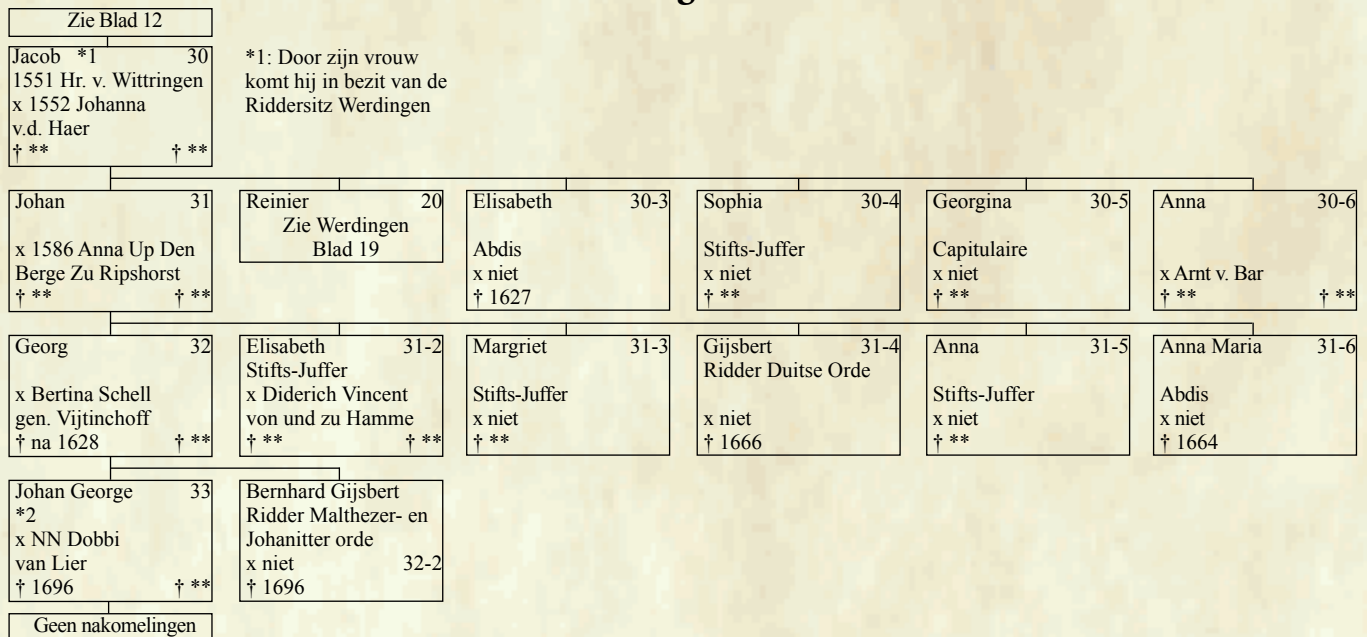 Zie Blad 12
Jacob *1 30
1551 Hr. v. Wittringen
x 1552 Johanna
v.d. Haer
† ** † **
*1: Door zijn vrouw
komt hij in bezit van de
Riddersitz Werdingen
Johan 31
x 1586 Anna Up Den
Berge Zu Ripshorst
† ** † **
Reinier 20
Zie Werdingen
Blad 19
Elisabeth 30-3
Abdis
x niet
† 1627
Sophia 30-4
Stifts-Juffer
x niet
† **
Georgina 30-5
Capitulaire
x niet
† **
Anna 30-6
x Arnt v. Bar
† ** † **
Georg 32
x Bertina Schell
gen. Vijtinchoff
† na 1628 † **
Elisabeth 31-2
Stifts-Juffer
x Diderich Vincent
von und zu Hamme
† ** † **
Margriet 31-3
Stifts-Juffer
x niet
† **
Gijsbert 31-4
Ridder Duitse Orde
x niet
† 1666
Anna 31-5
Stifts-Juffer
x niet
† **
Anna Maria 31-6
Abdis
x niet
† 1664
Johan George 33
*2
x NN Dobbi
van Lier
† 1696 † **
Bernhard Gijsbert
Ridder Malthezer- en
Johanitter orde
x niet 32-2
† 1696
Geen nakomelingen